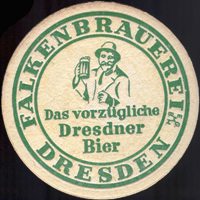 FALKENBRAUEREI
Das vorzügliche
Dresdner
Bier
DRESDEN